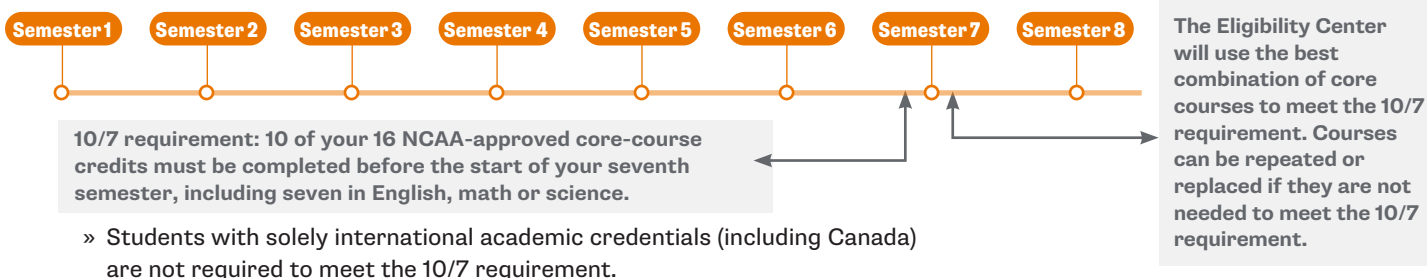 Semester 1 Semester 2 Semester 3 Semester 4 Semester 5 Semester 6 Semester 7 Semester 8
10/7 requirement: 10 of your 16 NCAA-approved core-course
credits must be completed before the start of your seventh
semester, including seven in English, math or science.
» Students with solely international academic credentials (including Canada)
are not required to meet the 10/7 requirement.
The Eligibility Center
will use the best
combination of core
courses to meet the 10/7
requirement. Courses
can be repeated or
replaced if they are not
needed to meet the 10/7
requirement.